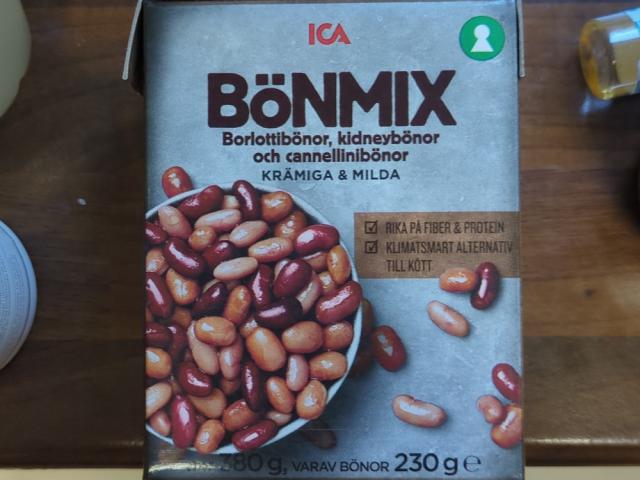 ICA
BöNMIX
Borlottibönor, kidneybönor
och cannellinibönor
KRÄMIGA & MILDA
RIKA PÅ FIBER & PROTEIN
KLIMATSMART ALTERNATIV
TILL KÖTT
380 g, VARAV BÖNOR 230 g e